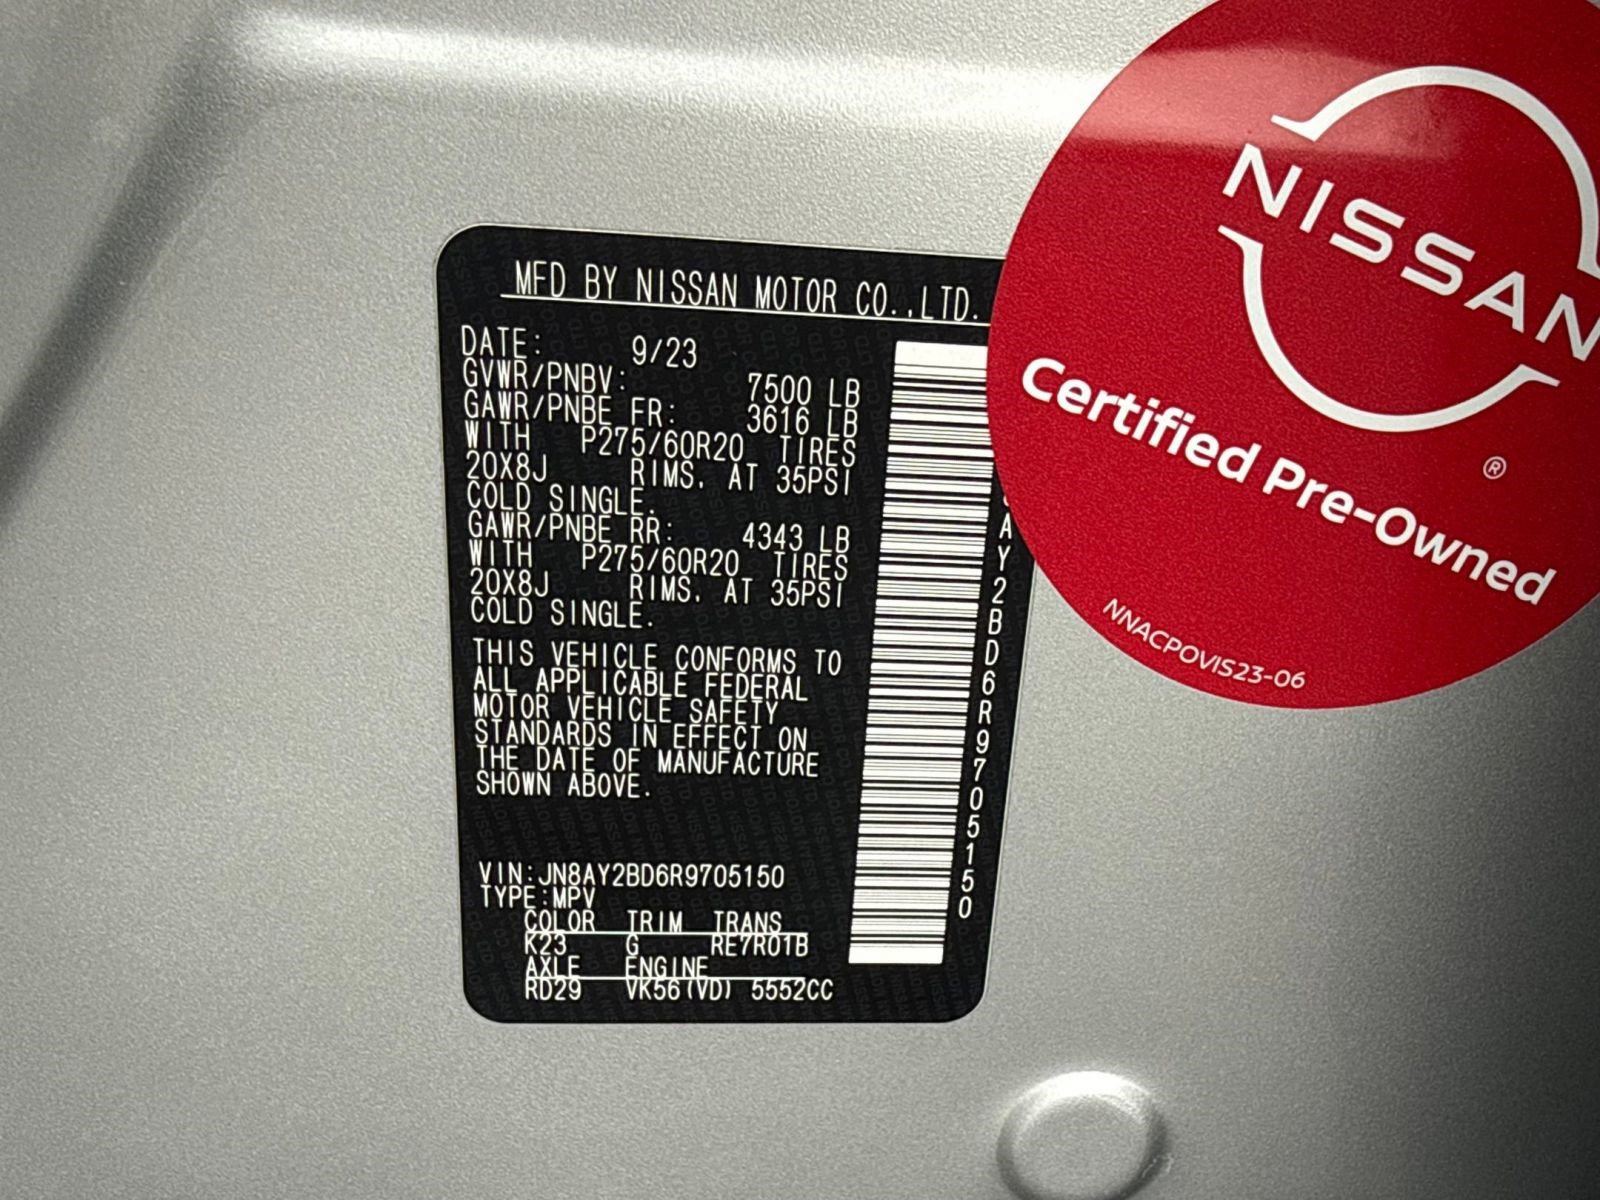 MFD BY NISSAN MOTOR CO.,LTD.
DATE: 9/23
GVWR/PNBV: 7500 LB
GAWR/PNBE FR: 3616 LB
WITH P275/60R20 TIRES
20X8J RIMS. AT 35PSI
COLD SINGLE.
GAWR/PNBE RR: 4343 LB
WITH P275/60R20 TIRES
20X8J RIMS. AT 35PSI
COLD SINGLE.
THIS VEHICLE CONFORMS TO
ALL APPLICABLE FEDERAL
MOTOR VEHICLE SAFETY
STANDARDS IN EFFECT ON
THE DATE OF MANUFACTURE
SHOWN ABOVE.
VIN:JN8AY2BD6R9705150
TYPE:MPV
COLOR TRIM TRANS
K23 G RE7R01B
AXLE ENGINE
RD29 VK56(VD) 5552CC
AY2BD6R9705150
NISSAN
®
Certified Pre-Owned
NNACPOVIS23-06